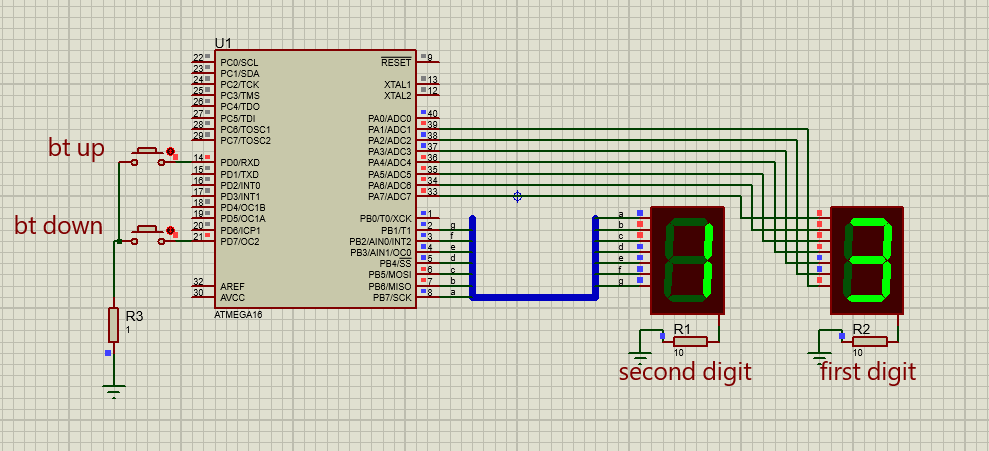 U1
22 PC0/SCL
23 PC1/SDA
24 PC2/TCK
25 PC3/TMS
26 PC4/TDO
27 PC5/TDI
28 PC6/TOSC1
29 PC7/TOSC2
14 PD0/RXD
15 PD1/TXD
16 PD2/INT0
17 PD3/INT1
18 PD4/OC1B
19 PD5/OC1A
20 PD6/ICP1
21 PD7/OC2
32 AREF
30 AVCC
RESET 9
XTAL1 13
XTAL2 12
PA0/ADC0 40
PA1/ADC1 39
PA2/ADC2 38
PA3/ADC3 37
PA4/ADC4 36
PA5/ADC5 35
PA6/ADC6 34
PA7/ADC7 33
PB0/T0/XCK 1
PB1/T1 2 g
PB2/AIN0/INT2 3 f
PB3/AIN1/OC0 4 e
PB4/SS 5 d
PB5/MOSI 6 c
PB6/MISO 7 b
PB7/SCK 8 a
ATMEGA16
bt up
bt down
R3
1
a
b
c
d
e
f
g
1
3
R1
10
second digit
R2
10
first digit